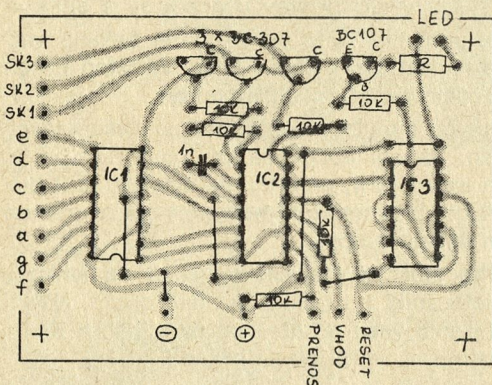 LED
3 × BC307
BC107
SK3
C
C
C
E
C
R
SK2
B
SK1
10K
10K
10K
10K
e
d
1n
IC1
IC2
IC3
c
b
a
10K
g
f
10K
PRENOS
VHOD
RESET